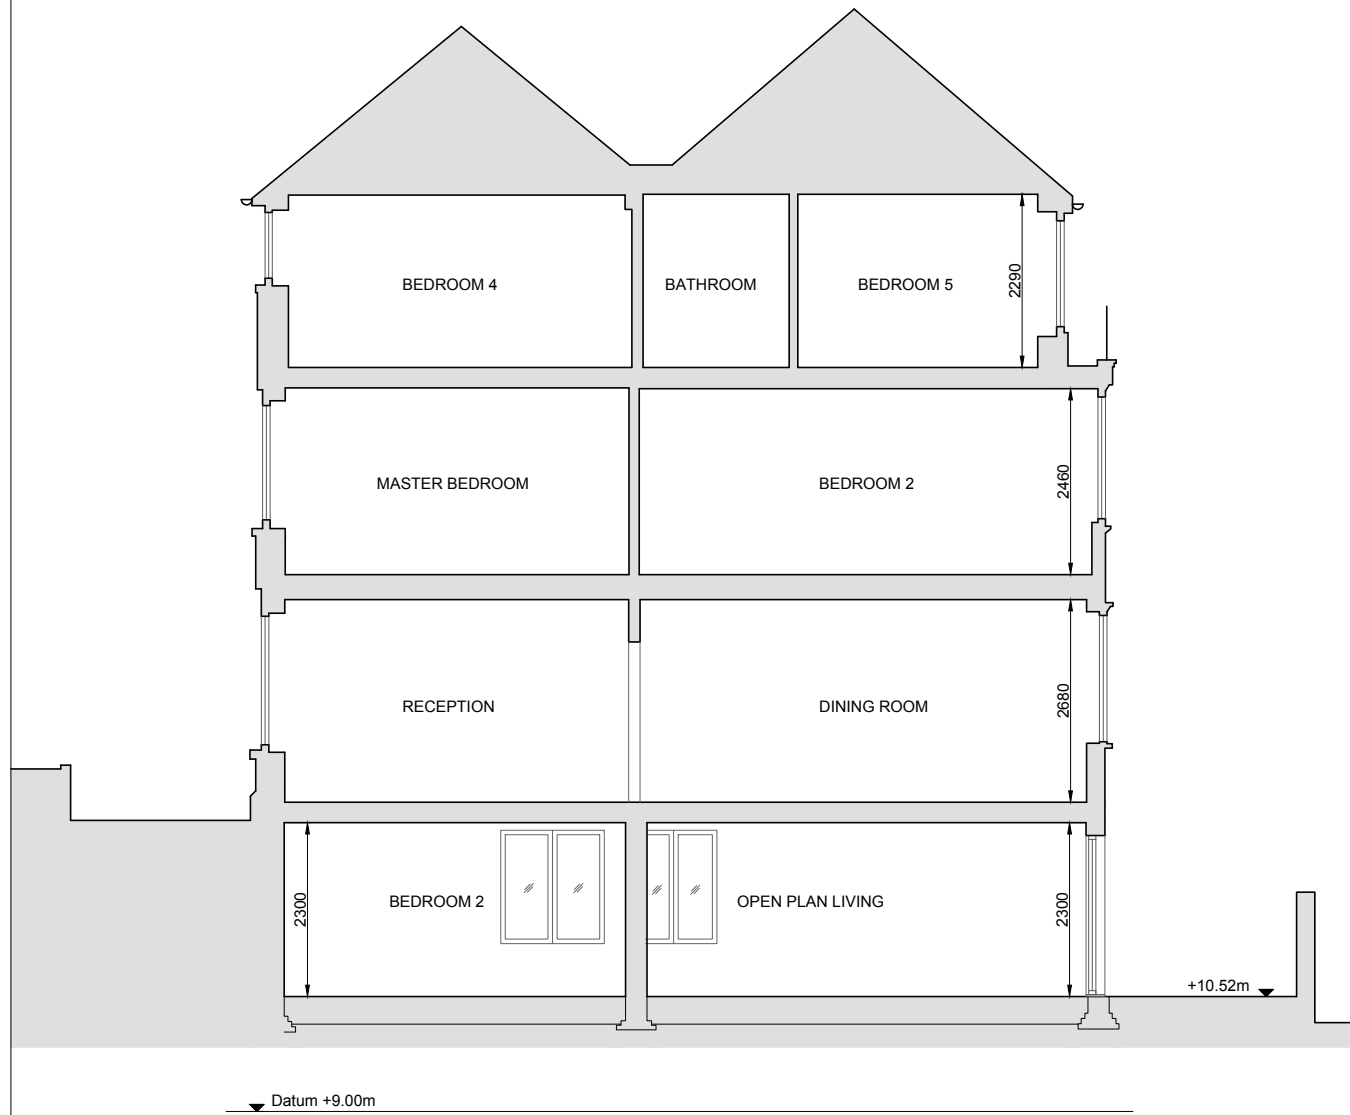 BEDROOM 4
BATHROOM
BEDROOM 5
2290
MASTER BEDROOM
BEDROOM 2
2460
RECEPTION
DINING ROOM
2680
2300
BEDROOM 2
OPEN PLAN LIVING
2300
+10.52m
Datum +9.00m